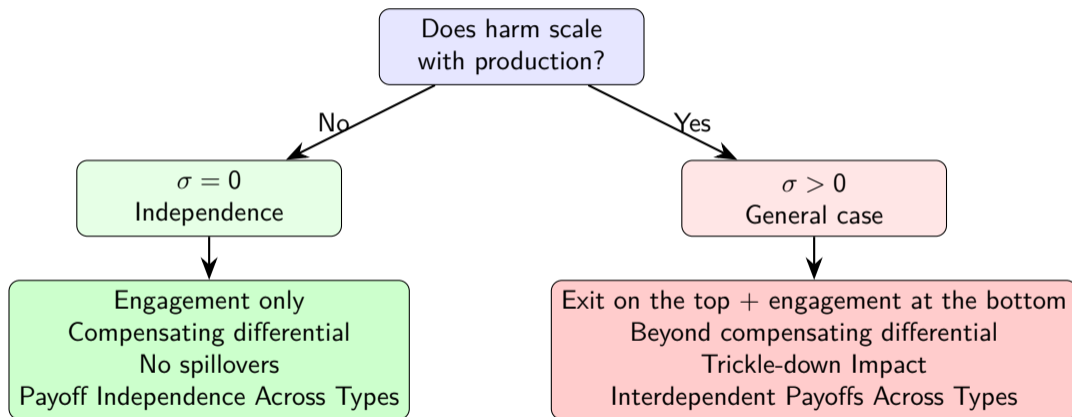 Does harm scale
with production?
No
Yes
σ = 0
Independence
σ > 0
General case
Engagement only
Compensating differential
No spillovers
Payoff Independence Across Types
Exit on the top + engagement at the bottom
Beyond compensating differential
Trickle-down Impact
Interdependent Payoffs Across Types